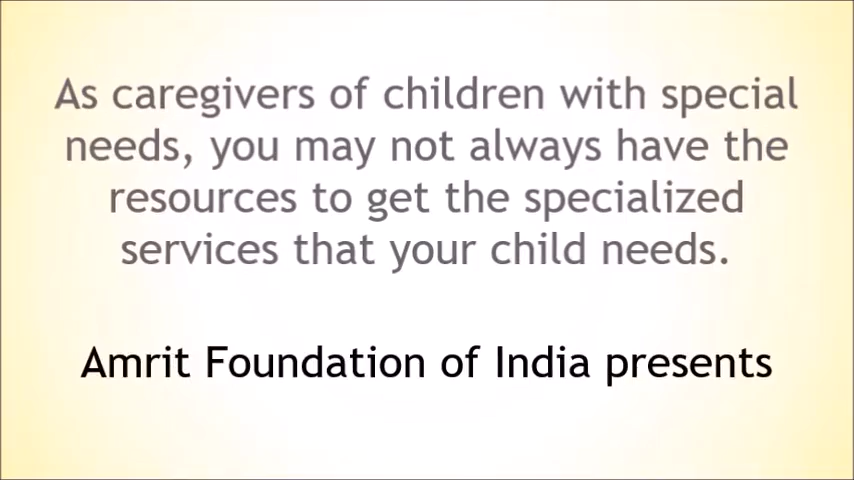 As caregivers of children with special
needs, you may not always have the
resources to get the specialized
services that your child needs.
Amrit Foundation of India presents